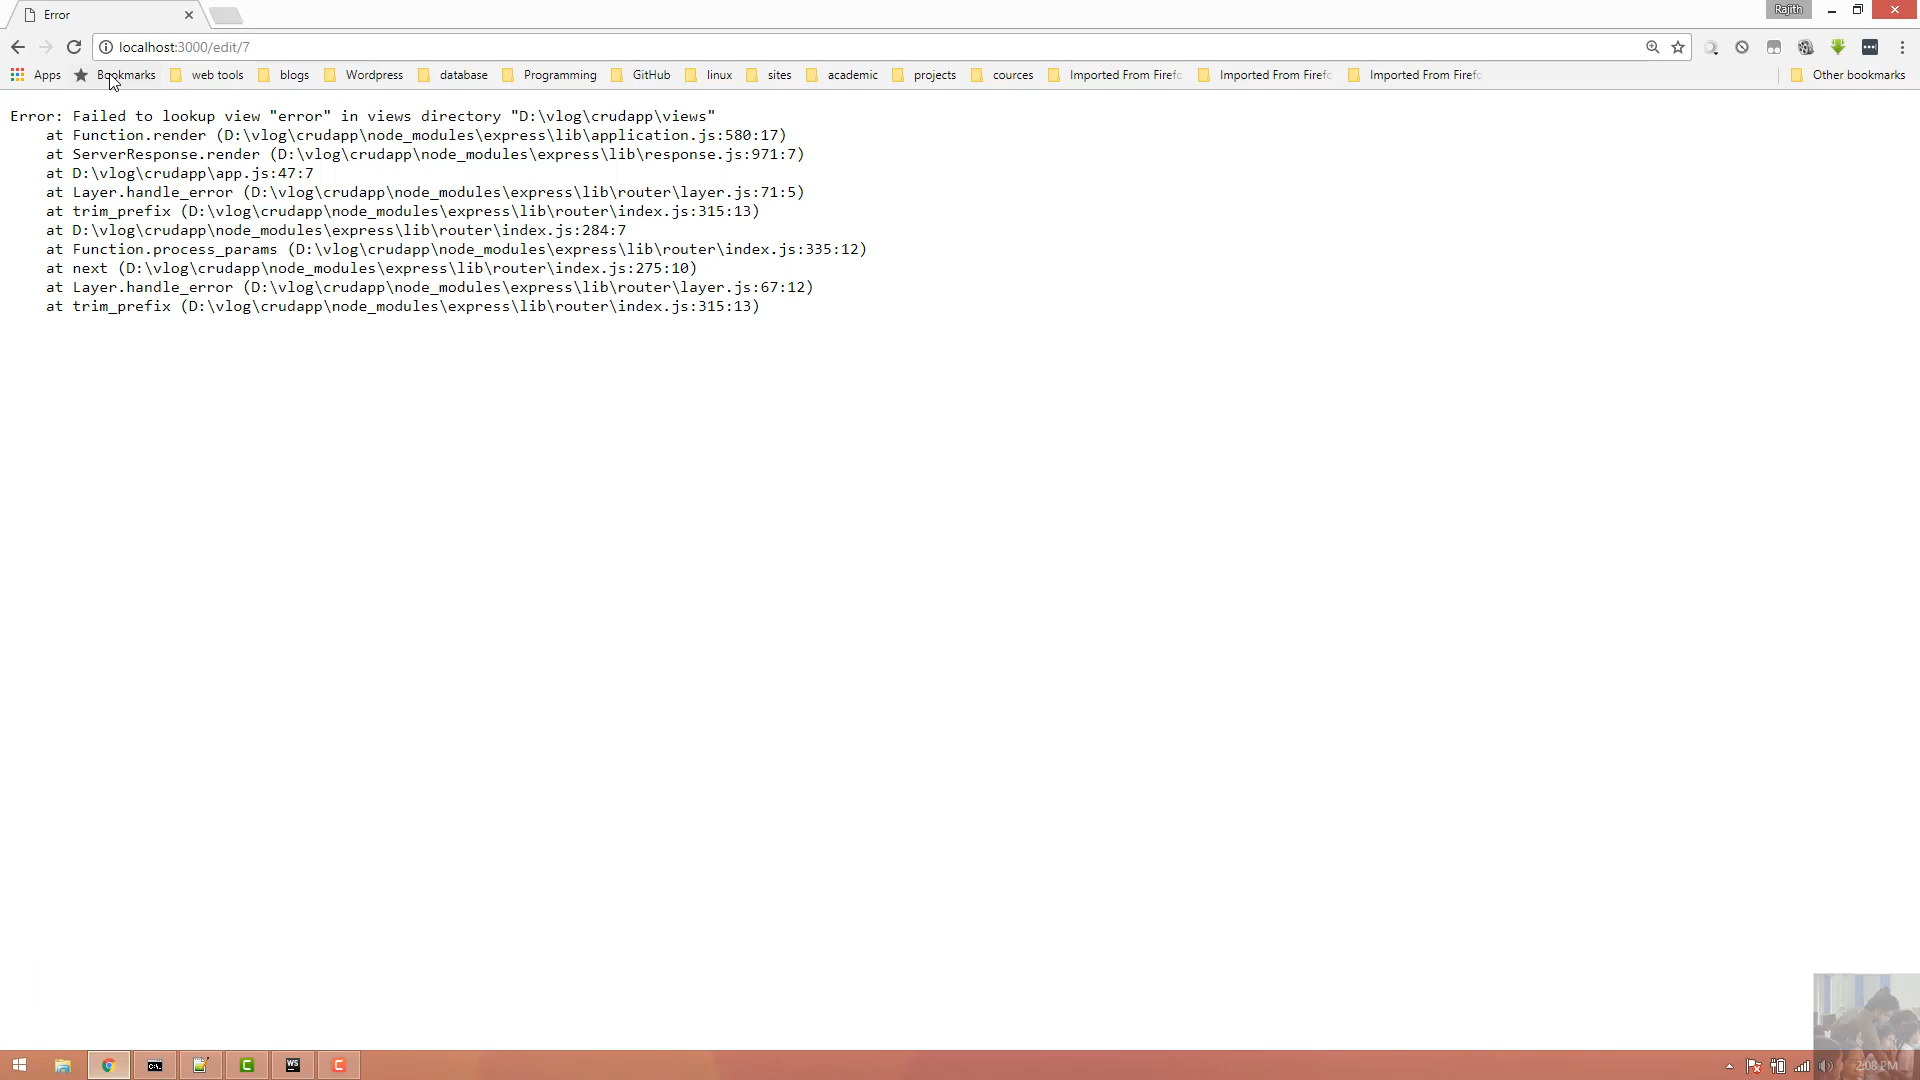 Error
Rajith
localhost:3000/edit/7
Apps Bookmarks web tools blogs Wordpress database Programming GitHub linux sites academic projects cources Imported From Firefo Imported From Firefo Imported From Firefo Other bookmarks
Error: Failed to lookup view "error" in views directory "D:\vlog\crudapp\views"
at Function.render (D:\vlog\crudapp\node_modules\express\lib\application.js:580:17)
at ServerResponse.render (D:\vlog\crudapp\node_modules\express\lib\response.js:971:7)
at D:\vlog\crudapp\app.js:47:7
at Layer.handle_error (D:\vlog\crudapp\node_modules\express\lib\router\layer.js:71:5)
at trim_prefix (D:\vlog\crudapp\node_modules\express\lib\router\index.js:315:13)
at D:\vlog\crudapp\node_modules\express\lib\router\index.js:284:7
at Function.process_params (D:\vlog\crudapp\node_modules\express\lib\router\index.js:335:12)
at next (D:\vlog\crudapp\node_modules\express\lib\router\index.js:275:10)
at Layer.handle_error (D:\vlog\crudapp\node_modules\express\lib\router\layer.js:67:12)
at trim_prefix (D:\vlog\crudapp\node_modules\express\lib\router\index.js:315:13)
C:\. C WS C 2:08 PM